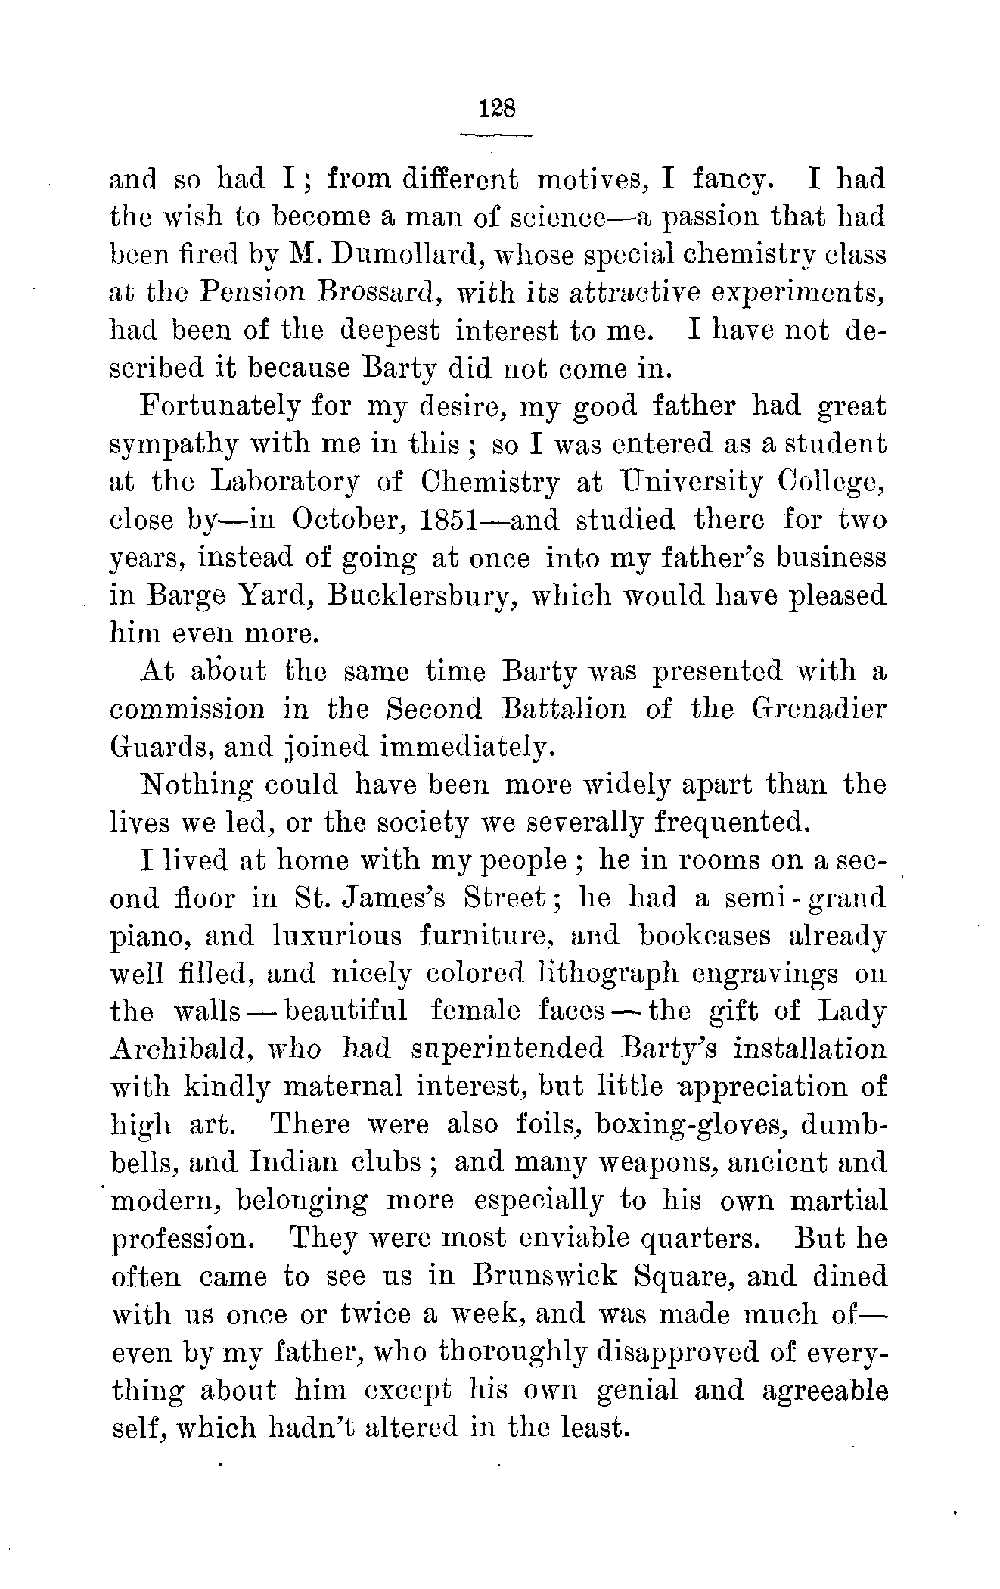 128
and so had I; from different motives, I fancy. I had
the wish to become a man of science—a passion that had
been fired by M. Dumollard, whose special chemistry class
at the Pension Brossard, with its attractive experiments,
had been of the deepest interest to me. I have not de-
scribed it because Barty did not come in.
Fortunately for my desire, my good father had great
sympathy with me in this; so I was entered as a student
at the Laboratory of Chemistry at University College,
close by—in October, 1851—and studied there for two
years, instead of going at once into my father's business
in Barge Yard, Bucklersbury, which would have pleased
him even more.
At about the same time Barty was presented with a
commission in the Second Battalion of the Grenadier
Guards, and joined immediately.
Nothing could have been more widely apart than the
lives we led, or the society we severally frequented.
I lived at home with my people; he in rooms on a sec-
ond floor in St. James's Street; he had a semi-grand
piano, and luxurious furniture, and bookcases already
well filled, and nicely colored lithograph engravings on
the walls—beautiful female faces—the gift of Lady
Archibald, who had superintended Barty's installation
with kindly maternal interest, but little appreciation of
high art. There were also foils, boxing-gloves, dumb-
bells, and Indian clubs; and many weapons, ancient and
modern, belonging more especially to his own martial
profession. They were most enviable quarters. But he
often came to see us in Brunswick Square, and dined
with us once or twice a week, and was made much of—
even by my father, who thoroughly disapproved of every-
thing about him except his own genial and agreeable
self, which hadn't altered in the least.